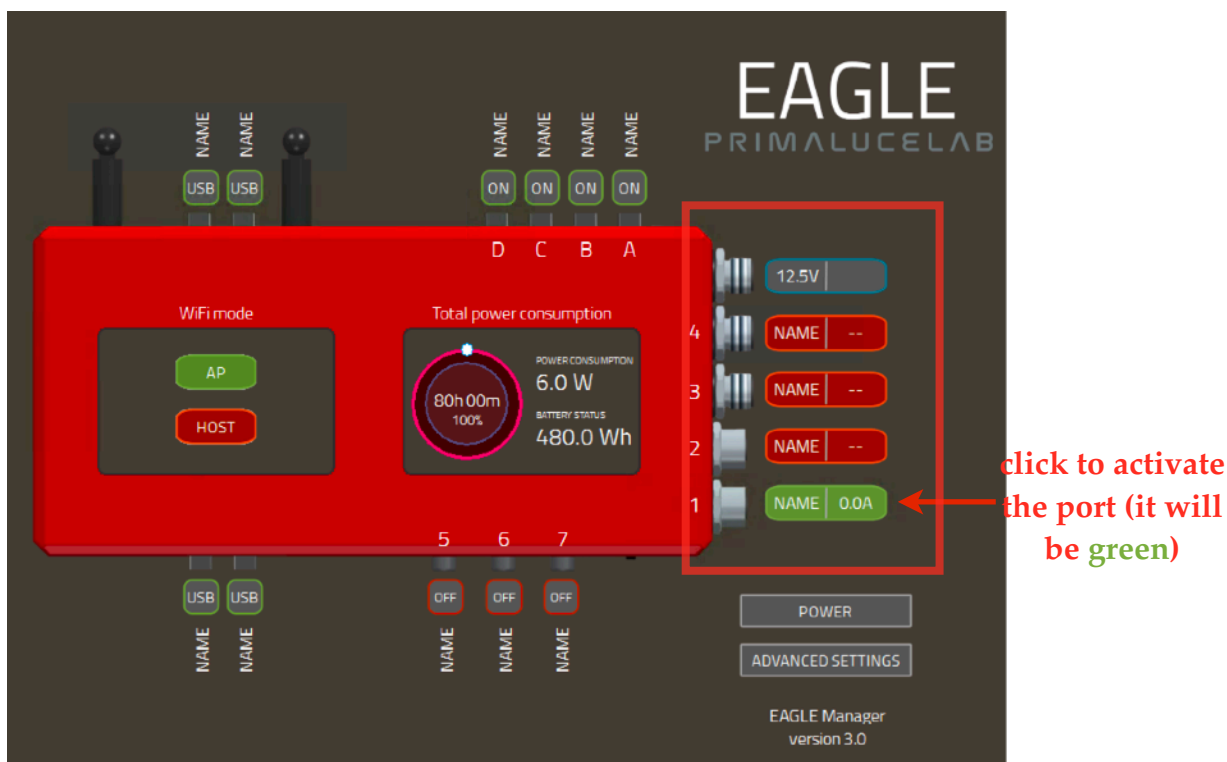 EAGLE
PRIMALUCELAB
NAME NAME
NAME NAME NAME NAME
USB USB
ON ON ON ON
D C B A
12.5V
WiFi mode
Total power consumption
4 NAME --
AP
HOST
80h 00m
100%
POWER CONSUMPTION
6.0 W
BATTERY STATUS
480.0 Wh
3 NAME --
2 NAME --
1 NAME 0.0A
click to activate
the port (it will
be green)
5 6 7
USB USB
OFF OFF OFF
NAME NAME
NAME NAME NAME
POWER
ADVANCED SETTINGS
EAGLE Manager
version 3.0